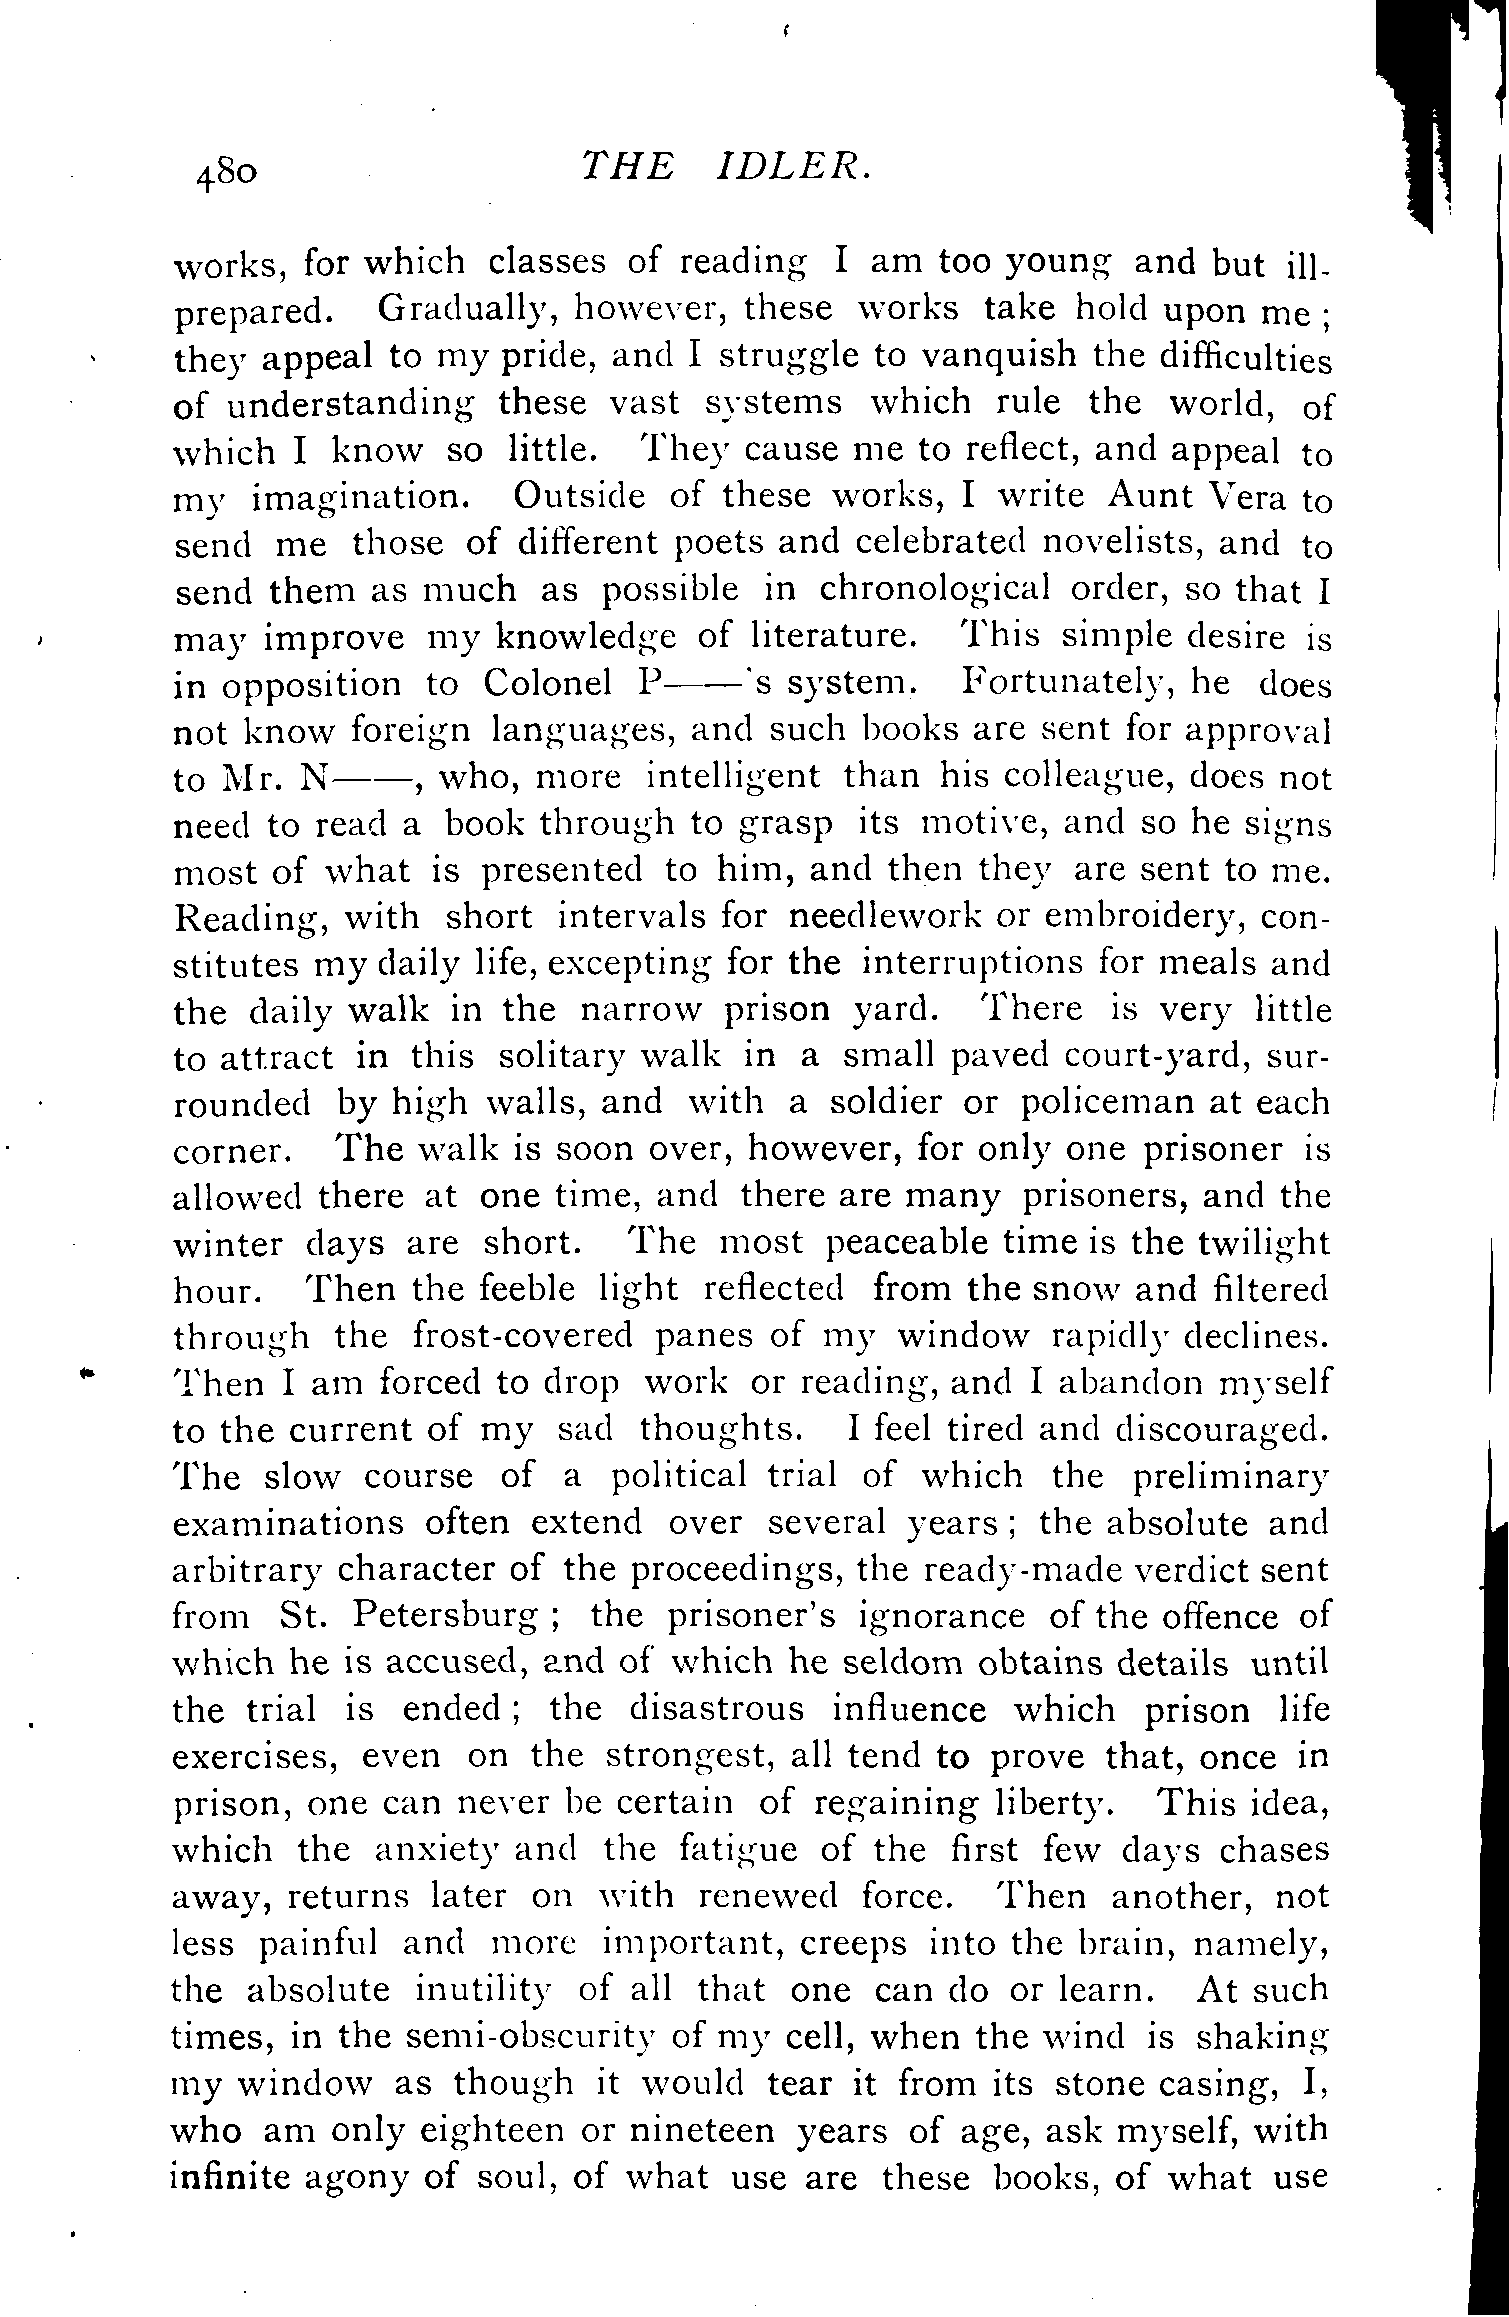 480 THE IDLER.
works, for which classes of reading I am too young and but ill-
prepared. Gradually, however, these works take hold upon me ;
they appeal to my pride, and I struggle to vanquish the difficulties
of understanding these vast systems which rule the world, of
which I know so little. They cause me to reflect, and appeal to
my imagination. Outside of these works, I write Aunt Vera to
send me those of different poets and celebrated novelists, and to
send them as much as possible in chronological order, so that I
may improve my knowledge of literature. This simple desire is
in opposition to Colonel P——'s system. Fortunately, he does
not know foreign languages, and such books are sent for approval
to Mr. N——, who, more intelligent than his colleague, does not
need to read a book through to grasp its motive, and so he signs
most of what is presented to him, and then they are sent to me.
Reading, with short intervals for needlework or embroidery, con-
stitutes my daily life, excepting for the interruptions for meals and
the daily walk in the narrow prison yard. There is very little
to attract in this solitary walk in a small paved court-yard, sur-
rounded by high walls, and with a soldier or policeman at each
corner. The walk is soon over, however, for only one prisoner is
allowed there at one time, and there are many prisoners, and the
winter days are short. The most peaceable time is the twilight
hour. Then the feeble light reflected from the snow and filtered
through the frost-covered panes of my window rapidly declines.
Then I am forced to drop work or reading, and I abandon myself
to the current of my sad thoughts. I feel tired and discouraged.
The slow course of a political trial of which the preliminary
examinations often extend over several years ; the absolute and
arbitrary character of the proceedings, the ready-made verdict sent
from St. Petersburg ; the prisoner's ignorance of the offence of
which he is accused, and of which he seldom obtains details until
the trial is ended ; the disastrous influence which prison life
exercises, even on the strongest, all tend to prove that, once in
prison, one can never be certain of regaining liberty. This idea,
which the anxiety and the fatigue of the first few days chases
away, returns later on with renewed force. Then another, not
less painful and more important, creeps into the brain, namely,
the absolute inutility of all that one can do or learn. At such
times, in the semi-obscurity of my cell, when the wind is shaking
my window as though it would tear it from its stone casing, I,
who am only eighteen or nineteen years of age, ask myself, with
infinite agony of soul, of what use are these books, of what use